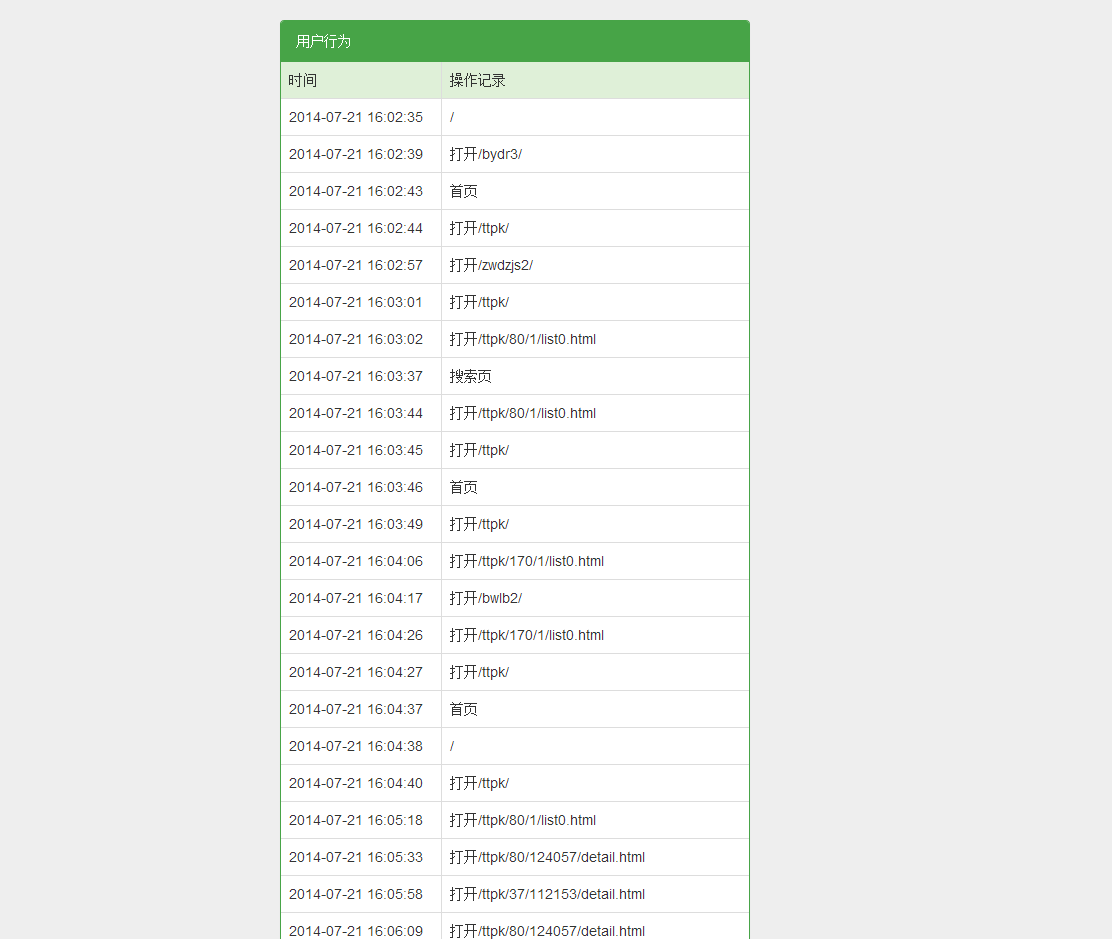 用户行为
时间 操作记录
2014-07-21 16:02:35 /
2014-07-21 16:02:39 打开/bydr3/
2014-07-21 16:02:43 首页
2014-07-21 16:02:44 打开/ttpk/
2014-07-21 16:02:57 打开/zwdzjs2/
2014-07-21 16:03:01 打开/ttpk/
2014-07-21 16:03:02 打开/ttpk/80/1/list0.html
2014-07-21 16:03:37 搜索页
2014-07-21 16:03:44 打开/ttpk/80/1/list0.html
2014-07-21 16:03:45 打开/ttpk/
2014-07-21 16:03:46 首页
2014-07-21 16:03:49 打开/ttpk/
2014-07-21 16:04:06 打开/ttpk/170/1/list0.html
2014-07-21 16:04:17 打开/bwlb2/
2014-07-21 16:04:26 打开/ttpk/170/1/list0.html
2014-07-21 16:04:27 打开/ttpk/
2014-07-21 16:04:37 首页
2014-07-21 16:04:38 /
2014-07-21 16:04:40 打开/ttpk/
2014-07-21 16:05:18 打开/ttpk/80/1/list0.html
2014-07-21 16:05:33 打开/ttpk/80/124057/detail.html
2014-07-21 16:05:58 打开/ttpk/37/112153/detail.html
2014-07-21 16:06:09 打开/ttpk/80/124057/detail.html